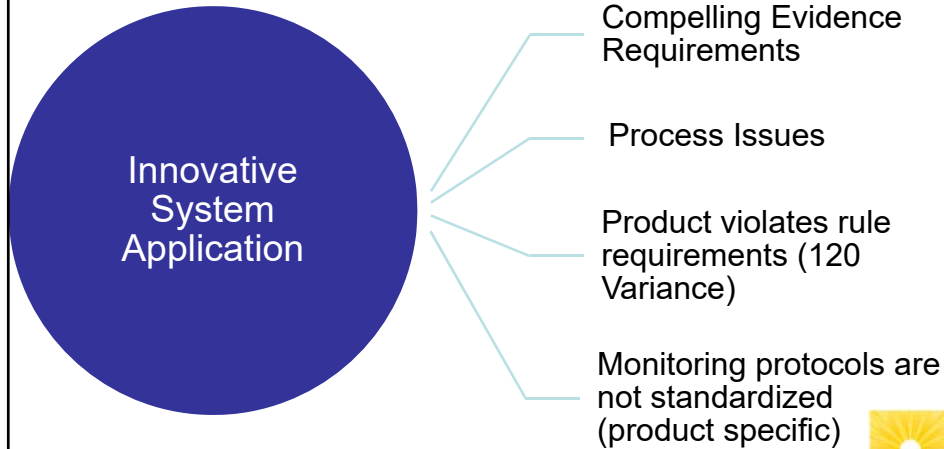 Innovative
System
Application
Compelling Evidence
Requirements
Process Issues
Product violates rule
requirements (120
Variance)
Monitoring protocols are
not standardized
(product specific)